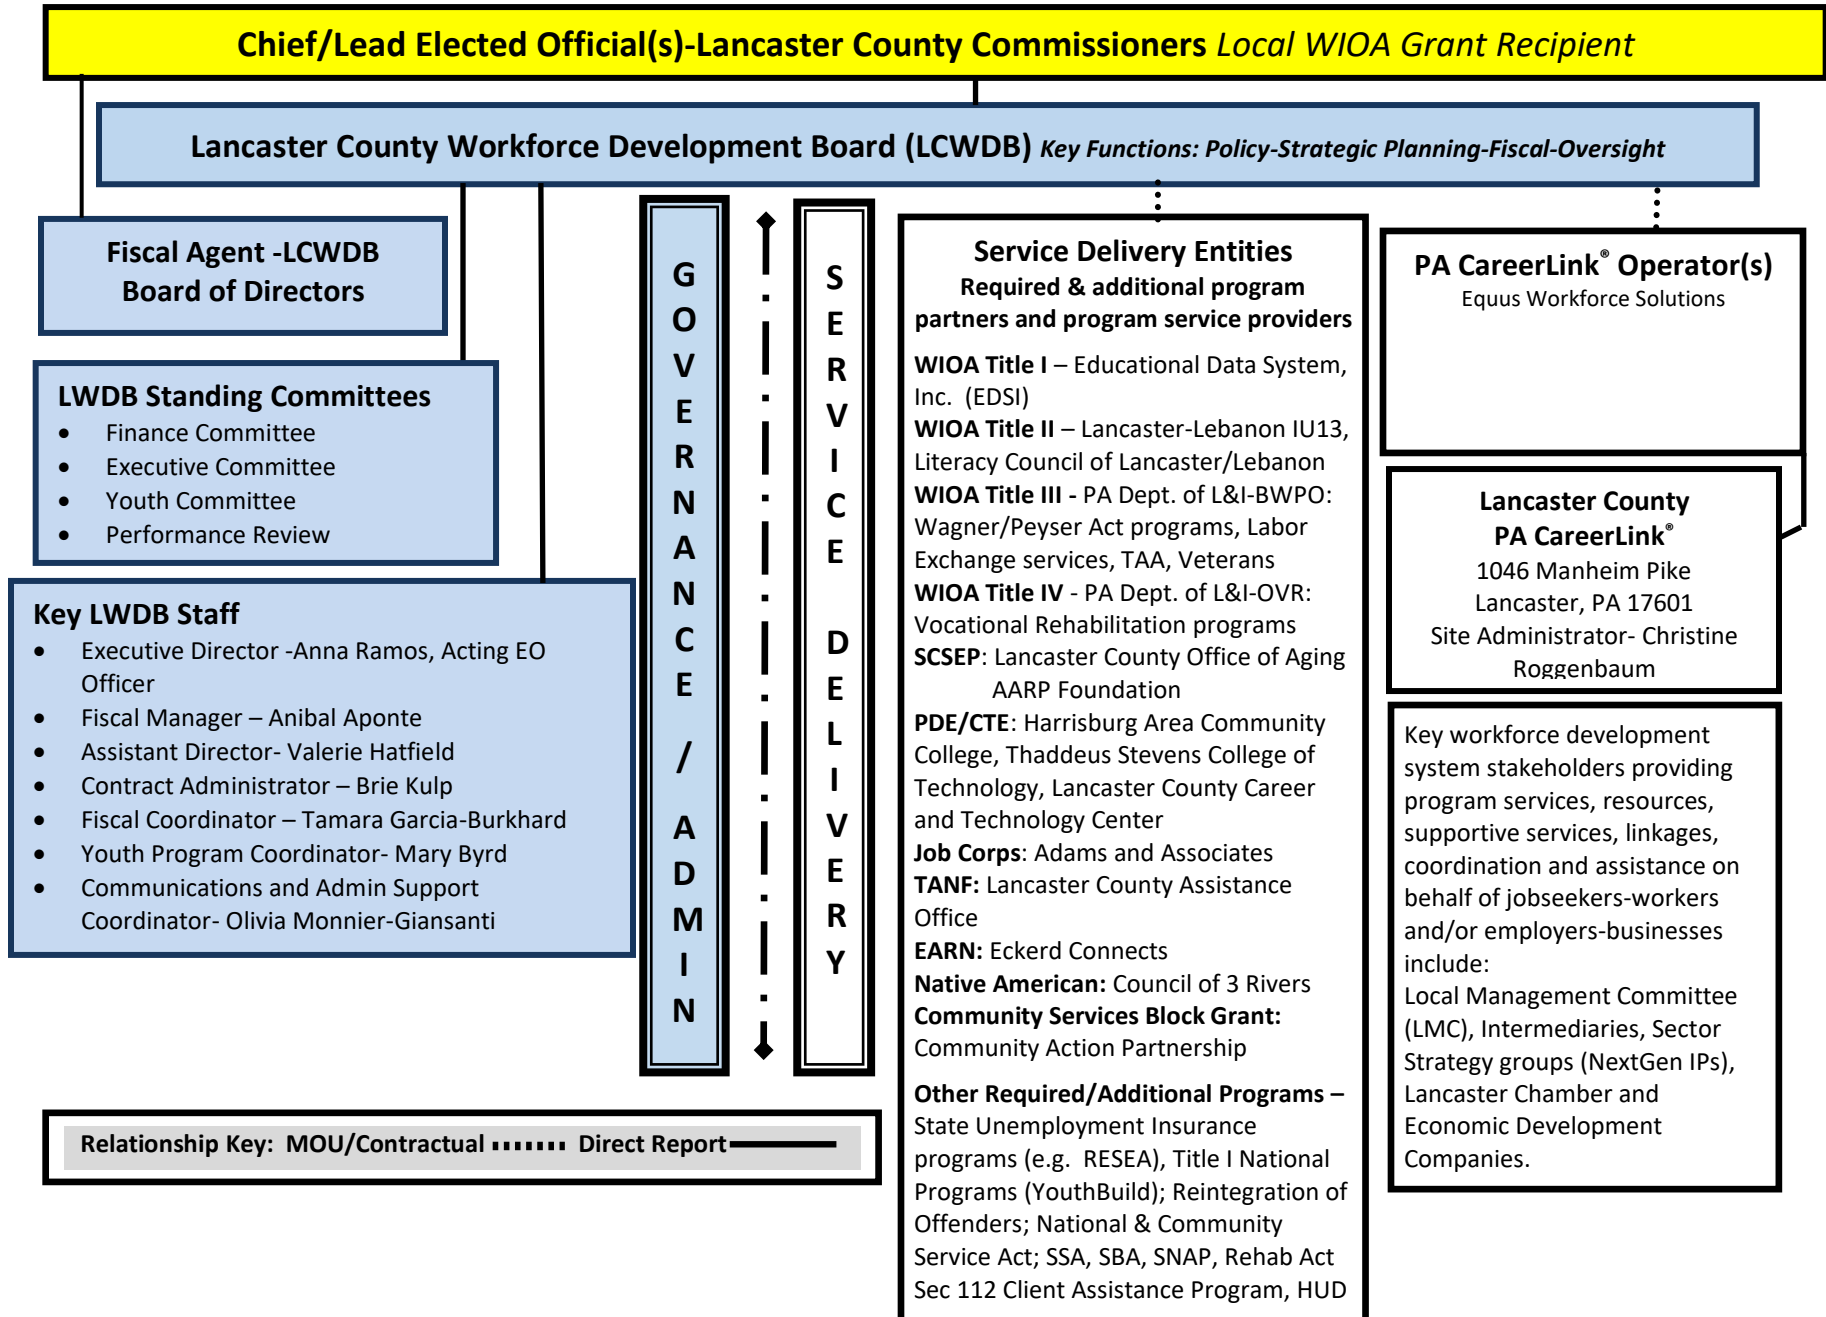 Chief/Lead Elected Official(s)-Lancaster County Commissioners Local WIOA Grant Recipient
Lancaster County Workforce Development Board (LCWDB) Key Functions: Policy-Strategic Planning-Fiscal-Oversight
Fiscal Agent -LCWDB
Board of Directors
LWDB Standing Committees
• Finance Committee
• Executive Committee
• Youth Committee
• Performance Review
Key LWDB Staff
• Executive Director -Anna Ramos, Acting EO
Officer
• Fiscal Manager – Anibal Aponte
• Assistant Director- Valerie Hatfield
• Contract Administrator – Brie Kulp
• Fiscal Coordinator – Tamara Garcia-Burkhard
• Youth Program Coordinator- Mary Byrd
• Communications and Admin Support
Coordinator- Olivia Monnier-Giansanti
GOVERNANCE / ADMIN
SERVICE DELIVERY
Service Delivery Entities
Required & additional program
partners and program service providers
WIOA Title I – Educational Data System,
Inc. (EDSI)
WIOA Title II – Lancaster-Lebanon IU13,
Literacy Council of Lancaster/Lebanon
WIOA Title III - PA Dept. of L&I-BWPO:
Wagner/Peyser Act programs, Labor
Exchange services, TAA, Veterans
WIOA Title IV - PA Dept. of L&I-OVR:
Vocational Rehabilitation programs
SCSEP: Lancaster County Office of Aging
AARP Foundation
PDE/CTE: Harrisburg Area Community
College, Thaddeus Stevens College of
Technology, Lancaster County Career
and Technology Center
Job Corps: Adams and Associates
TANF: Lancaster County Assistance
Office
EARN: Eckerd Connects
Native American: Council of 3 Rivers
Community Services Block Grant:
Community Action Partnership
Other Required/Additional Programs –
State Unemployment Insurance
programs (e.g. RESEA), Title I National
Programs (YouthBuild); Reintegration of
Offenders; National & Community
Service Act; SSA, SBA, SNAP, Rehab Act
Sec 112 Client Assistance Program, HUD
PA CareerLink® Operator(s)
Equus Workforce Solutions
Lancaster County
PA CareerLink®
1046 Manheim Pike
Lancaster, PA 17601
Site Administrator- Christine
Roggenbaum
Key workforce development
system stakeholders providing
program services, resources,
supportive services, linkages,
coordination and assistance on
behalf of jobseekers-workers
and/or employers-businesses
include:
Local Management Committee
(LMC), Intermediaries, Sector
Strategy groups (NextGen IPs),
Lancaster Chamber and
Economic Development
Companies.
Relationship Key: MOU/Contractual Direct Report